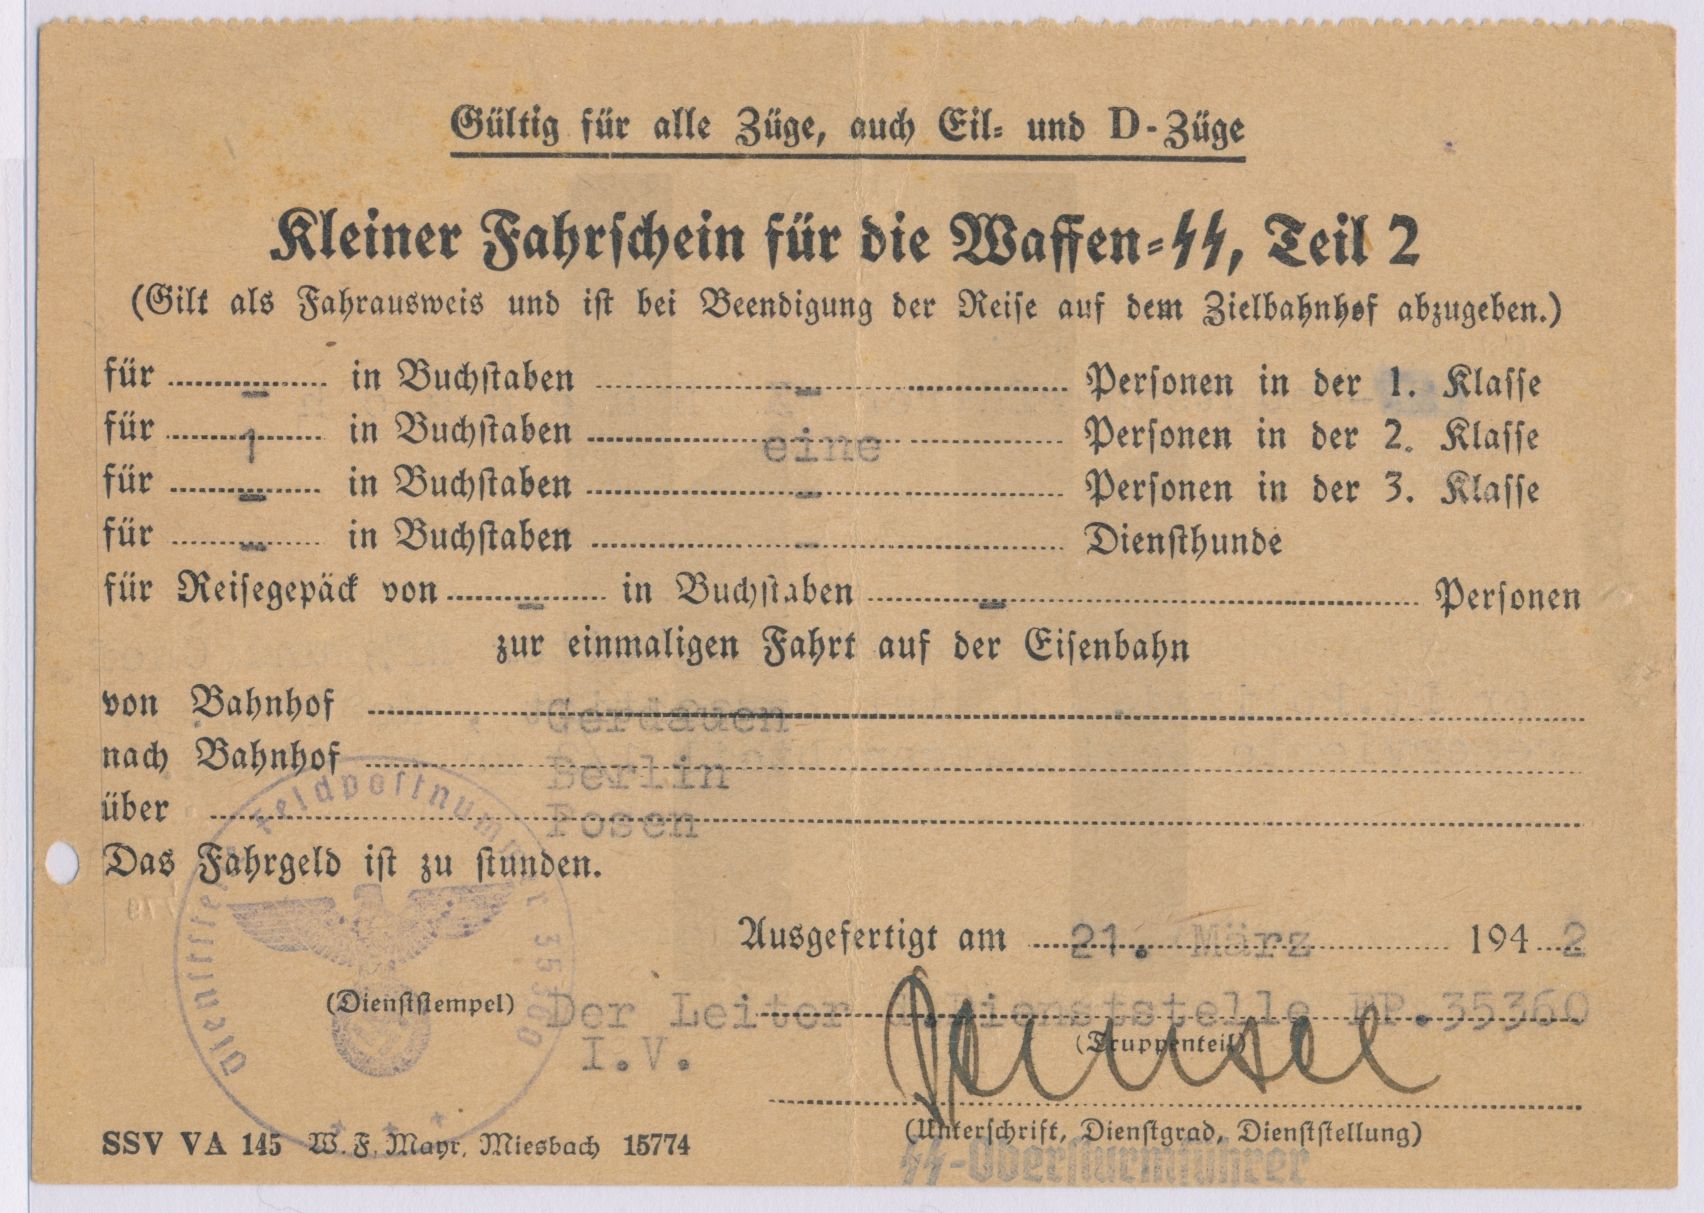 Gültig für alle Züge, auch Eil- und D-Züge
Kleiner Fahrschein für die Waffen-SS, Teil 2
(Gilt als Fahrausweis und ist bei Beendigung der Reise auf dem Zielbahnhof abzugeben.)
für - in Buchstaben - Personen in der 1. Klasse
für 1 in Buchstaben eine Personen in der 2. Klasse
für - in Buchstaben - Personen in der 3. Klasse
für - in Buchstaben - Diensthunde
für Reisegepäck von - in Buchstaben - Personen
zur einmaligen Fahrt auf der Eisenbahn
von Bahnhof Gerdauen
nach Bahnhof Berlin
über Posen
Das Fahrgeld ist zu stunden.
Dienststelle Feldpostnummer 35360
Ausgefertigt am 21. März 1942
(Dienststempel) Der Leiter d.Dienststelle FP.35360
I.V. (Truppenteil)
(Unterschrift, Dienstgrad, Dienststellung)
SS-Obersturmführer
SSV VA 145 W. F. Mayr, Miesbach 15774